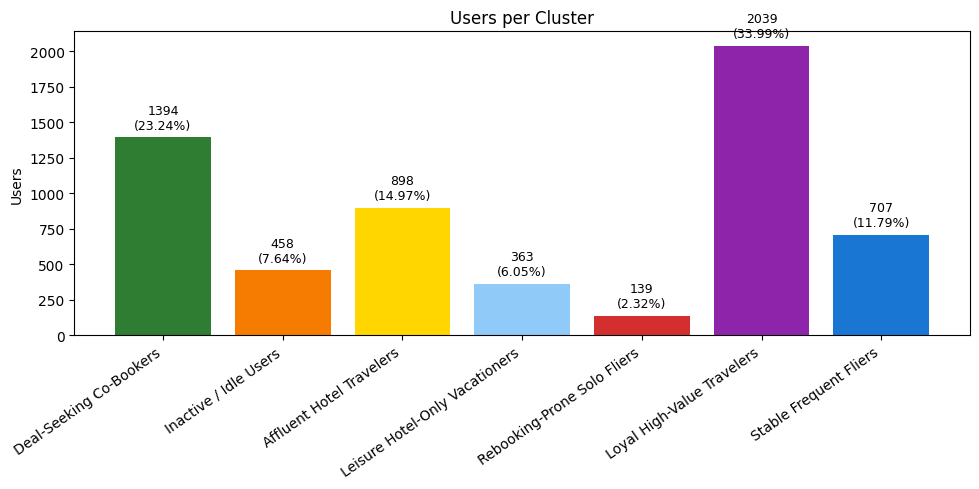 Users per Cluster
Users
2000
1750
1500
1250
1000
750
500
250
0
1394
(23.24%)
458
(7.64%)
898
(14.97%)
363
(6.05%)
139
(2.32%)
2039
(33.99%)
707
(11.79%)
Deal-Seeking Co-Bookers
Inactive / Idle Users
Affluent Hotel Travelers
Leisure Hotel-Only Vacationers
Rebooking-Prone Solo Fliers
Loyal High-Value Travelers
Stable Frequent Fliers